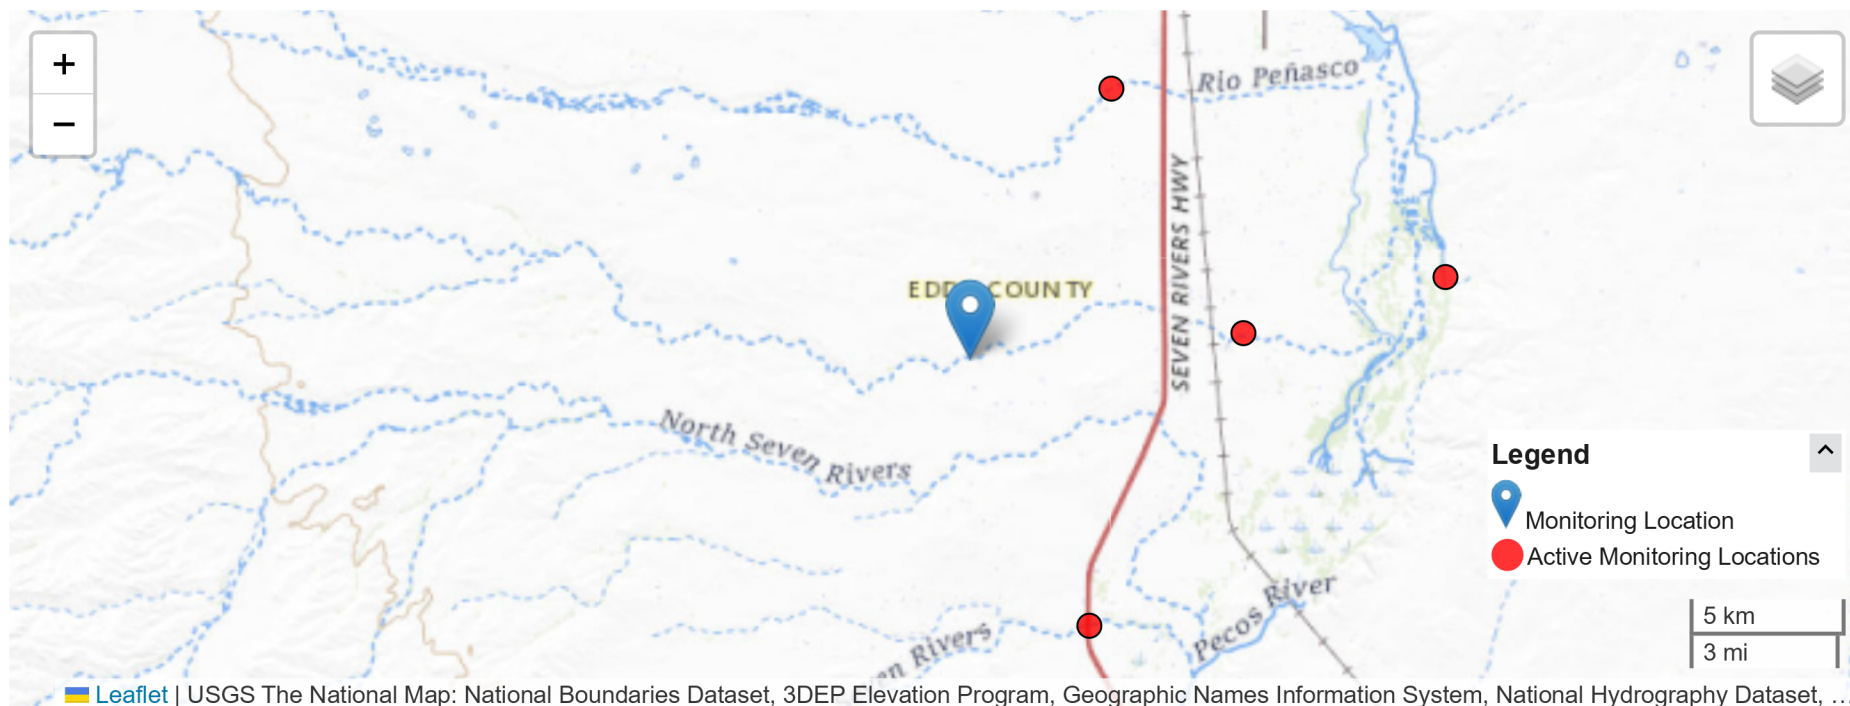 +
−
Rio Peñasco
SEVEN RIVERS HWY
North Seven Rivers
Legend
Monitoring Location
Active Monitoring Locations
Pecos River
en Rivers
5 km
3 mi
Leaflet | USGS The National Map: National Boundaries Dataset, 3DEP Elevation Program, Geographic Names Information System, National Hydrography Dataset, …